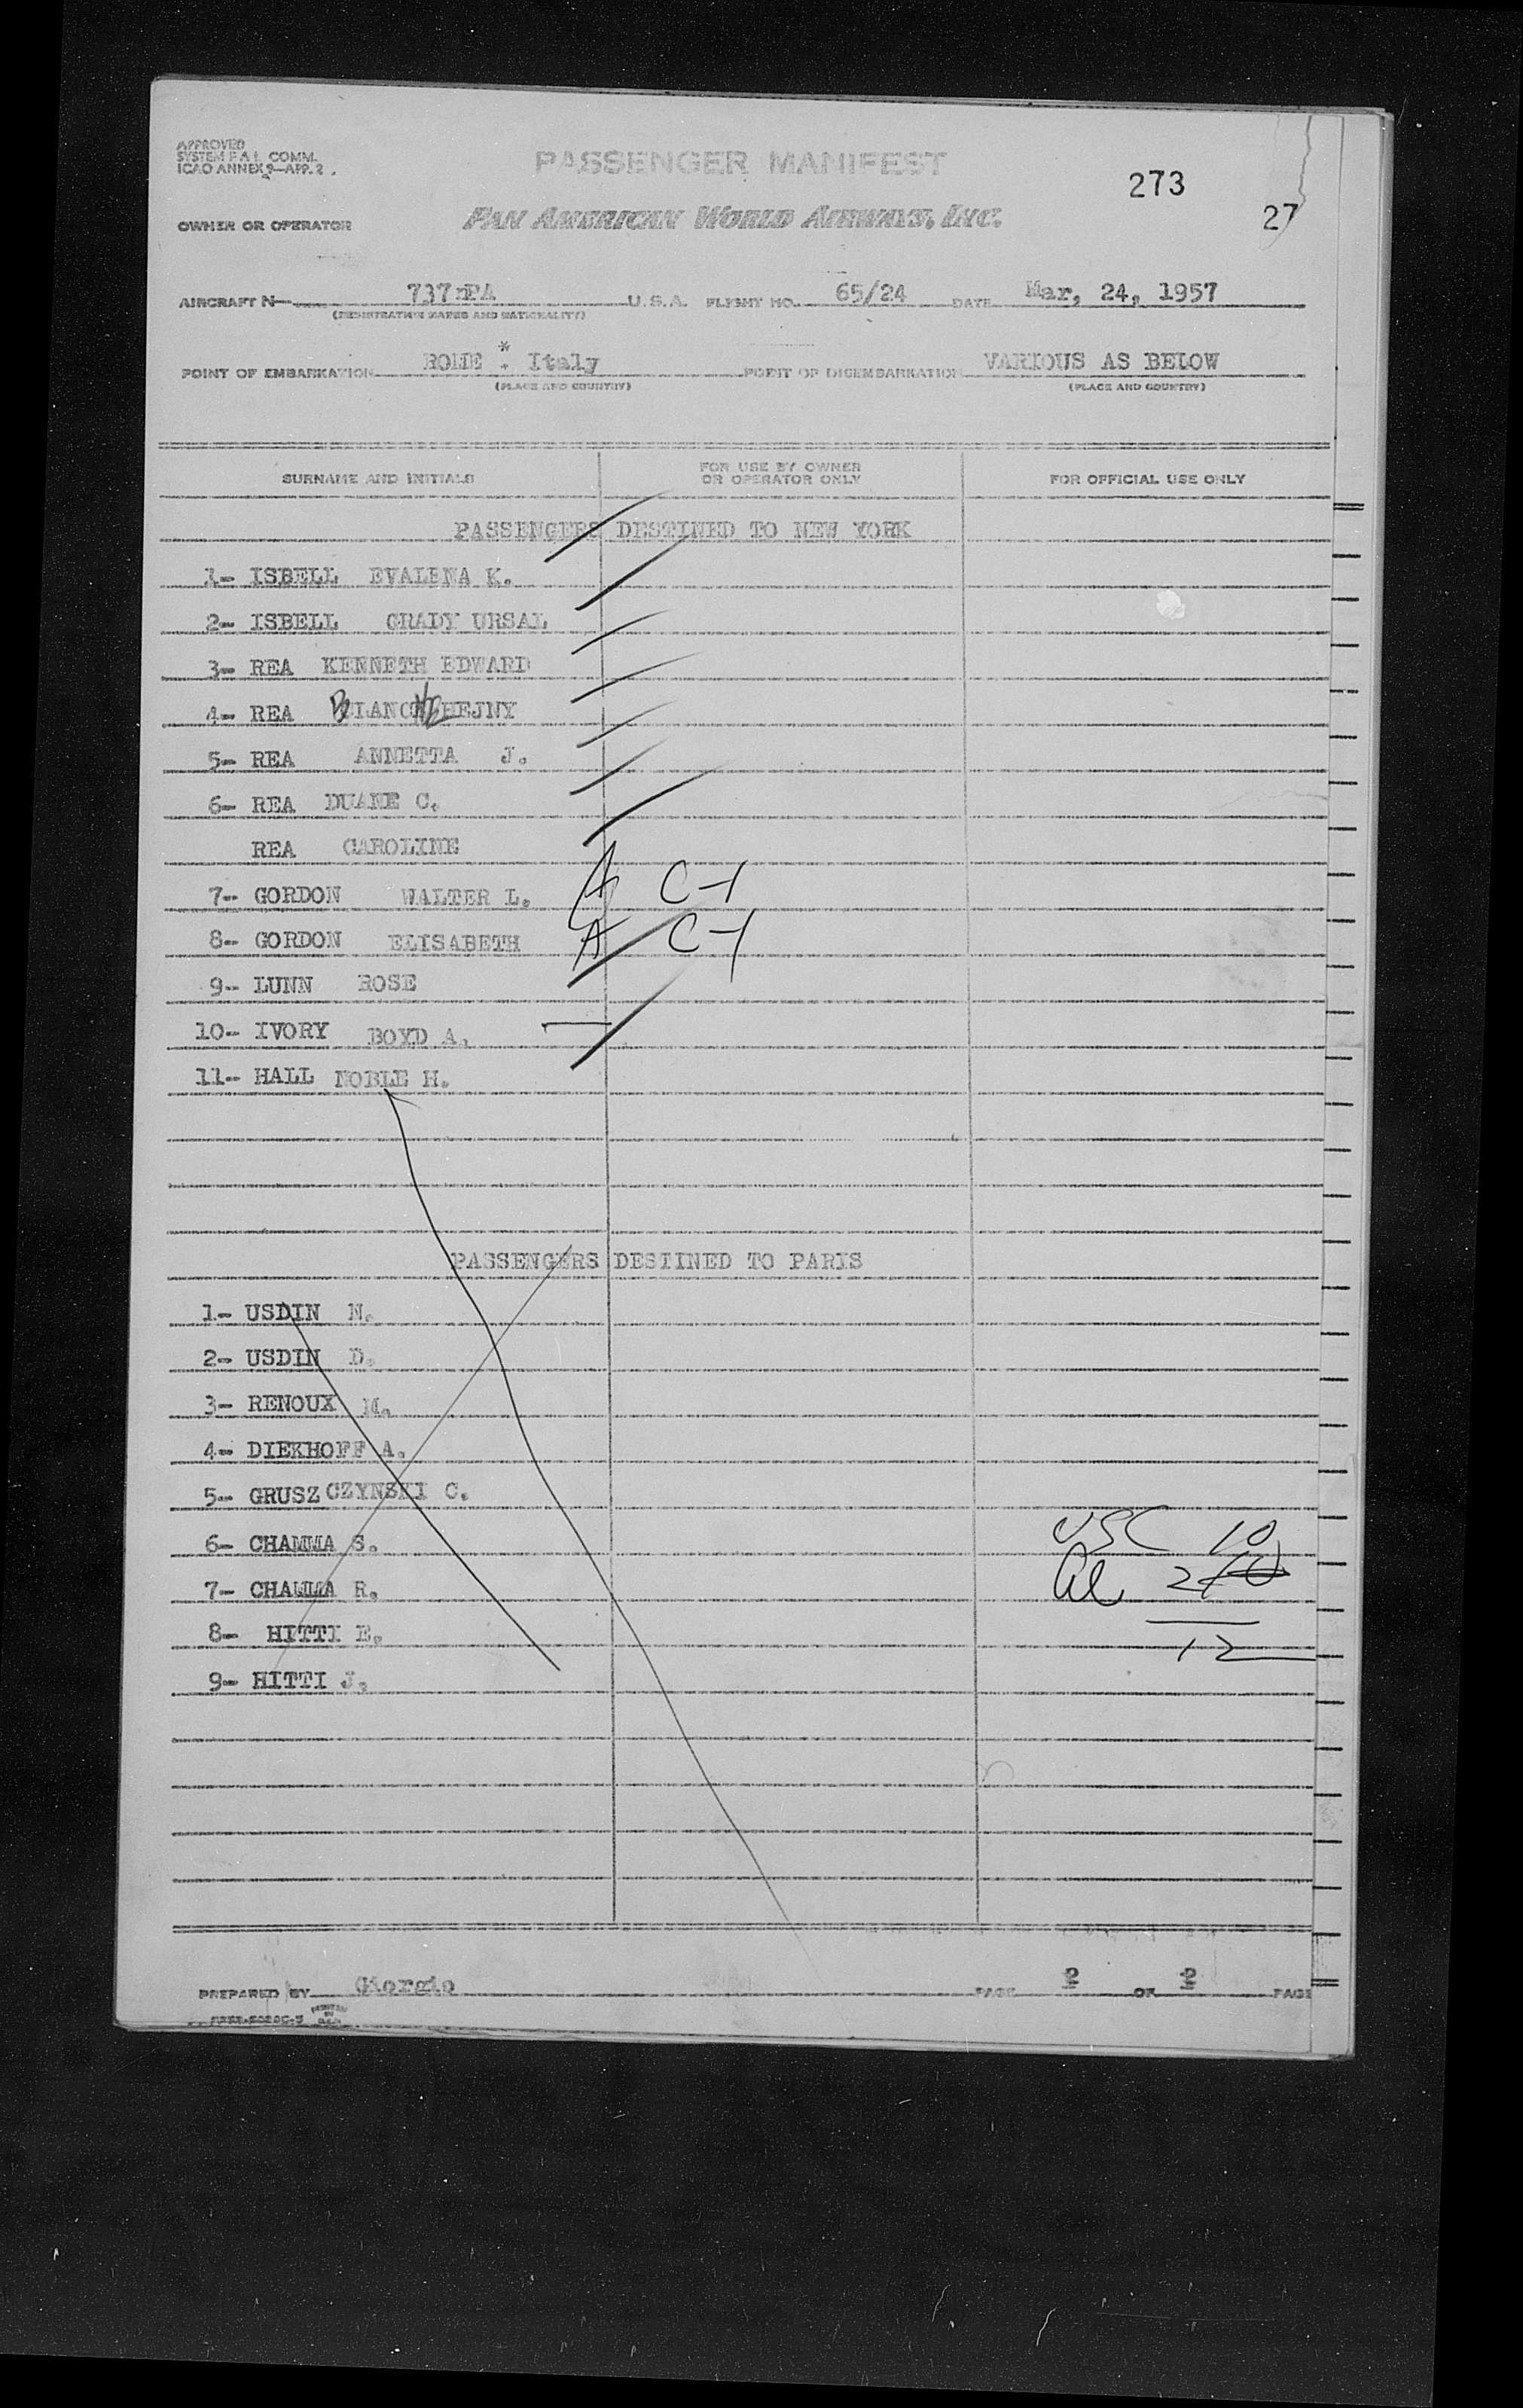 APPROVED
SYSTEM F A L COMM.
ICAO ANNEX 9—APP. 2
PASSENGER MANIFEST
273
27
OWNER OR OPERATOR PAN AMERICAN WORLD AIRWAYS, INC.
AIRCRAFT N— 737 PA U. S. A. FLIGHT NO. 65/24 DATE Mar, 24, 1957
(REGISTRATION MARKS AND NATIONALITY)
POINT OF EMBARKATION ROME * Italy POINT OF DISEMBARKATION VARIOUS AS BELOW
(PLACE AND COUNTRY) (PLACE AND COUNTRY)
SURNAME AND INITIALS FOR USE BY OWNER OR OPERATOR ONLY FOR OFFICIAL USE ONLY
PASSENGERS DESTINED TO NEW YORK
1- ISBELL EVALENA K.
2- ISBELL GRADY URSAL
3- REA KENNETH EDWARD
4- REA BLANCHE HEJNY
5- REA ANNETTA J.
6- REA DUANE C.
REA CAROLINE
7- GORDON WALTER L. A C-1
8- GORDON ELISABETH A C-1
9- LUNN ROSE
10- IVORY BOYD A.
11- HALL NOBLE H.
PASSENGERS DESTINED TO PARIS
1- USDIN N.
2- USDIN D.
3- RENOUX M.
4- DIEKHOFF A.
5- GRUSZCZYNSKI C.
6- CHAMMA S. USC 10
7- CHAMMA R. Al 2
8- HITTI E. 12
9- HITTI J.
PREPARED BY Giorgio PAGE 2 OF 2 PAGE